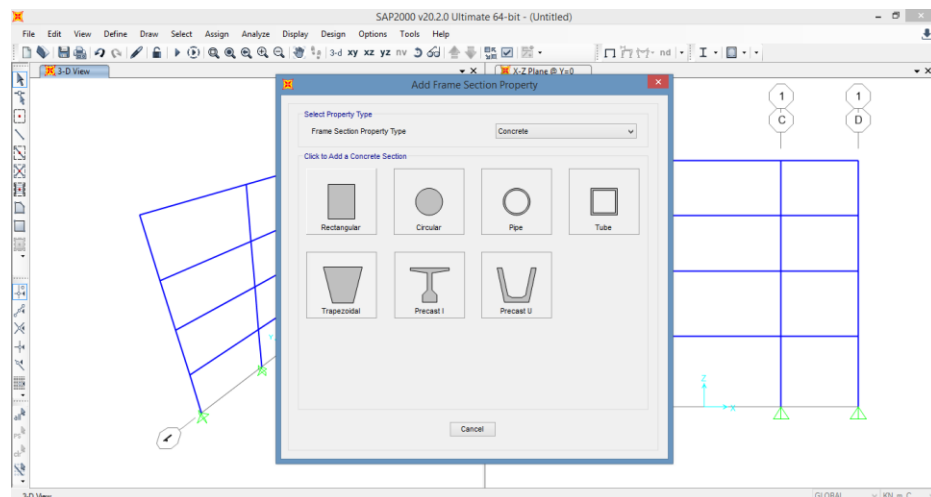 SAP2000 v20.2.0 Ultimate 64-bit - (Untitled)
File Edit View Define Draw Select Assign Analyze Display Design Options Tools Help
3-d xy xz yz nv nd
3-D View
X-Z Plane @ Y=0
Add Frame Section Property
Select Property Type
Frame Section Property Type Concrete
Click to Add a Concrete Section
Rectangular Circular Pipe Tube
Trapezoidal Precast I Precast U
Cancel
1 1
C D
Z
X
Y
3-D View GLOBAL KN, m, C